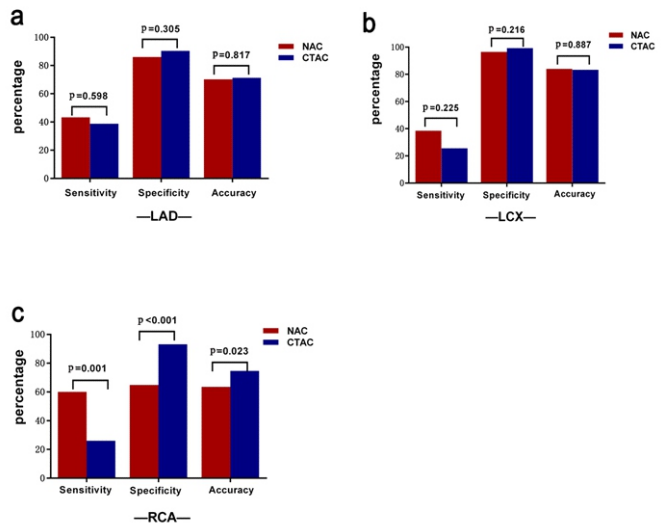 a
percentage
100
80
60
40
20
0
p=0.598
p=0.305
p=0.817
NAC
CTAC
Sensitivity Specificity Accuracy
—LAD—
b
percentage
100
80
60
40
20
0
p=0.225
p=0.216
p=0.887
NAC
CTAC
Sensitivity Specificity Accuracy
—LCX—
c
percentage
100
80
60
40
20
0
p=0.001
p<0.001
p=0.023
NAC
CTAC
Sensitivity Specificity Accuracy
—RCA—